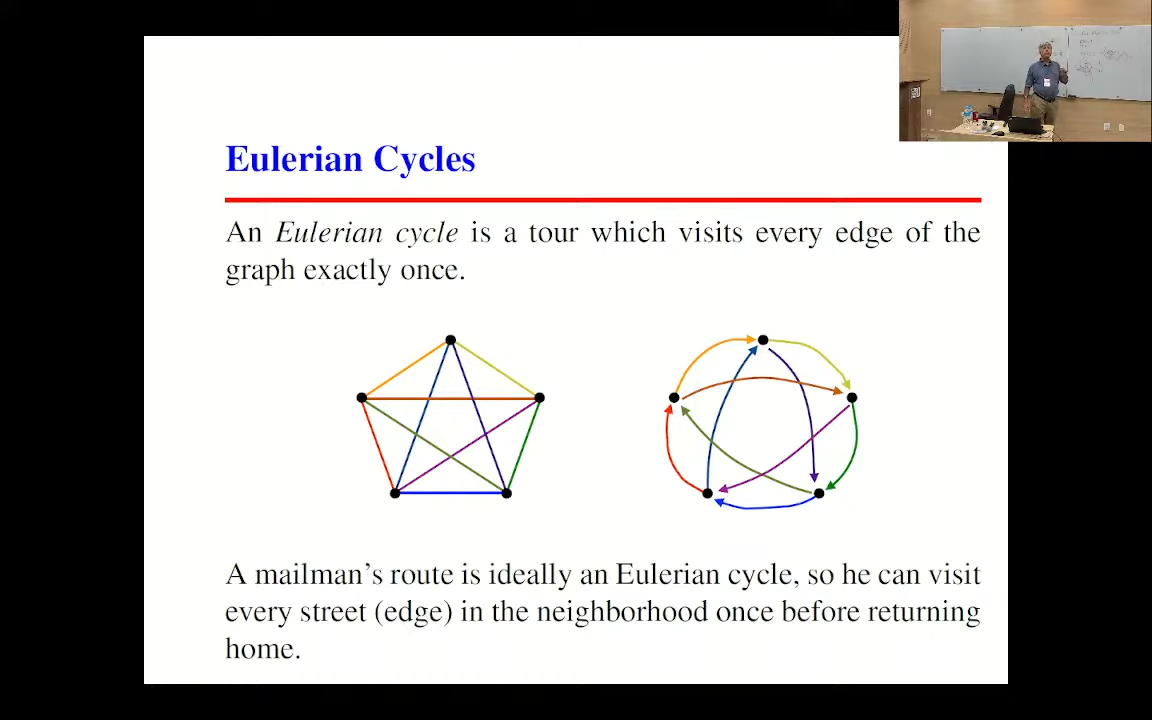 Eulerian Cycles
An Eulerian cycle is a tour which visits every edge of the
graph exactly once.
A mailman's route is ideally an Eulerian cycle, so he can visit
every street (edge) in the neighborhood once before returning
home.